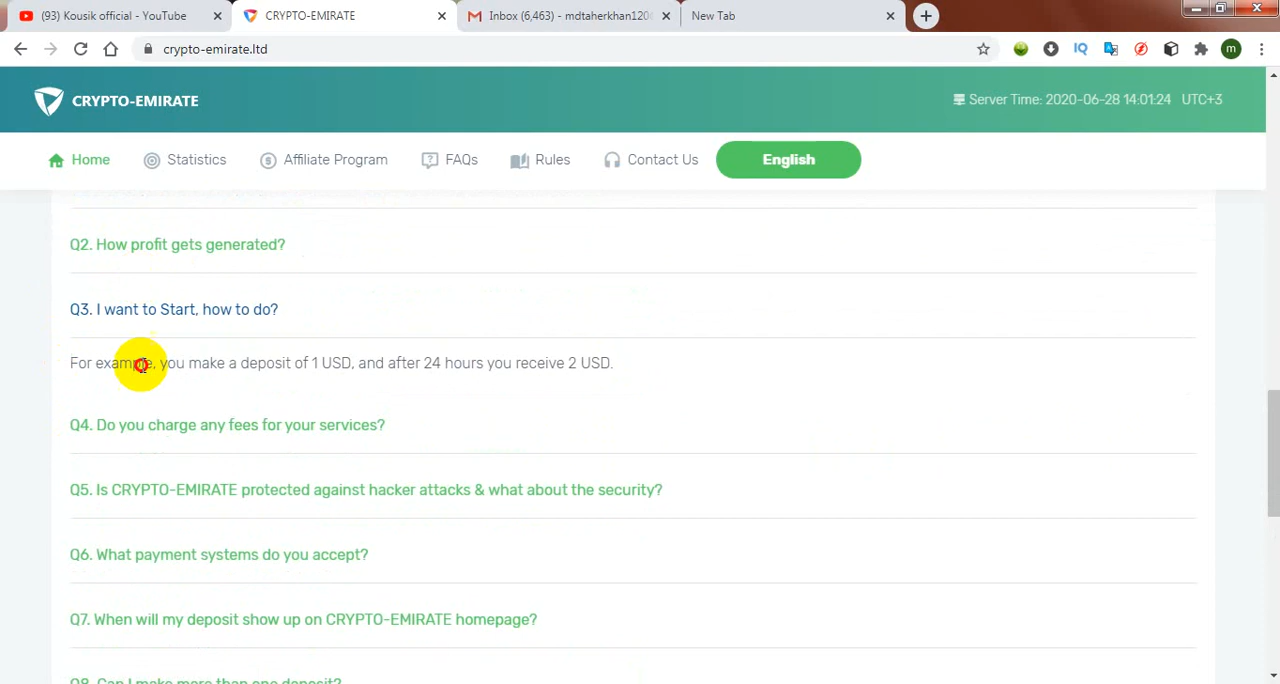 (93) Kousik official - YouTube
CRYPTO-EMIRATE
Inbox (6,463) - mdtaherkhan120
New Tab
crypto-emirate.ltd
IQ
m
CRYPTO-EMIRATE
Server Time: 2020-06-28 14:01:24 UTC+3
Home
Statistics
Affiliate Program
FAQs
Rules
Contact Us
English
Q2. How profit gets generated?
Q3. I want to Start, how to do?
For example, you make a deposit of 1 USD, and after 24 hours you receive 2 USD.
Q4. Do you charge any fees for your services?
Q5. Is CRYPTO-EMIRATE protected against hacker attacks & what about the security?
Q6. What payment systems do you accept?
Q7. When will my deposit show up on CRYPTO-EMIRATE homepage?
Q8. Can I make more than one deposit?